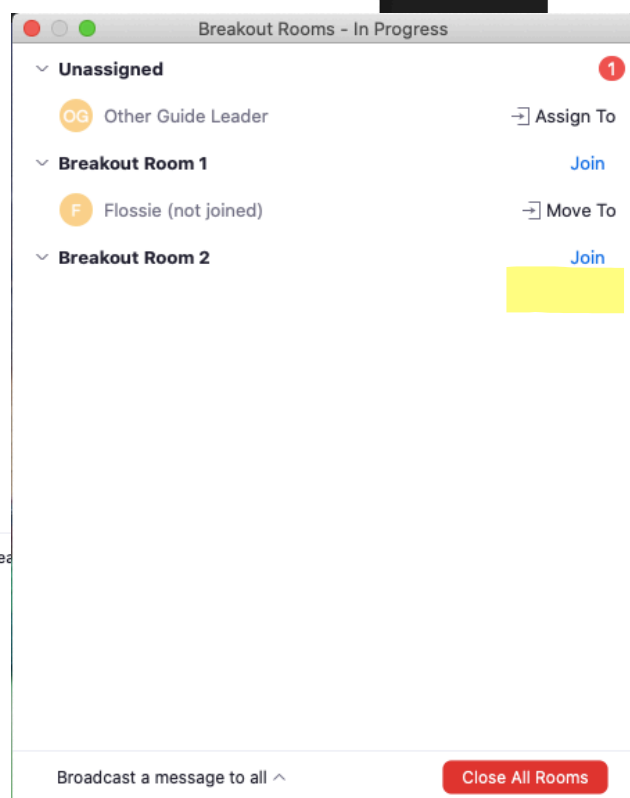 Breakout Rooms - In Progress
Unassigned 1
OG Other Guide Leader Assign To
Breakout Room 1 Join
F Flossie (not joined) Move To
Breakout Room 2 Join
ea
Broadcast a message to all Close All Rooms